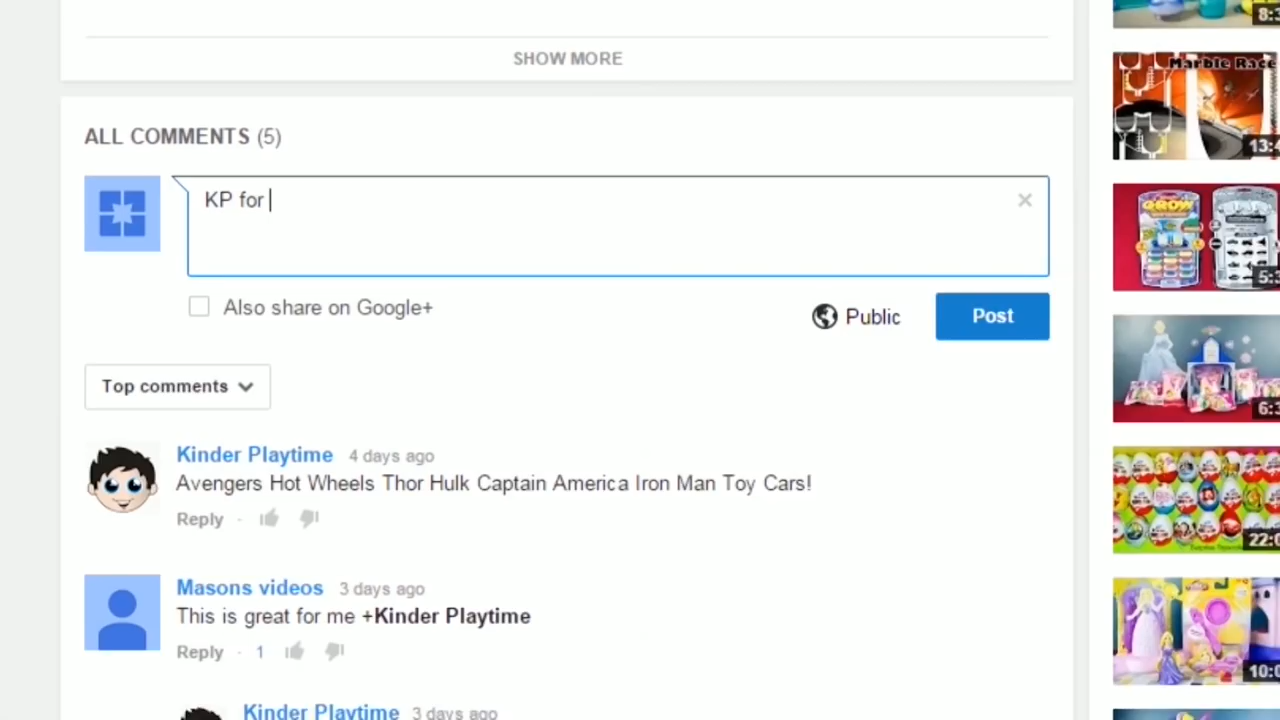 SHOW MORE
ALL COMMENTS (5)
KP for
Also share on Google+
Public
Post
Top comments
Kinder Playtime 4 days ago
Avengers Hot Wheels Thor Hulk Captain America Iron Man Toy Cars!
Reply
Masons videos 3 days ago
This is great for me +Kinder Playtime
Reply · 1
Kinder Playtime 3 days ago
Marble Race
GROW